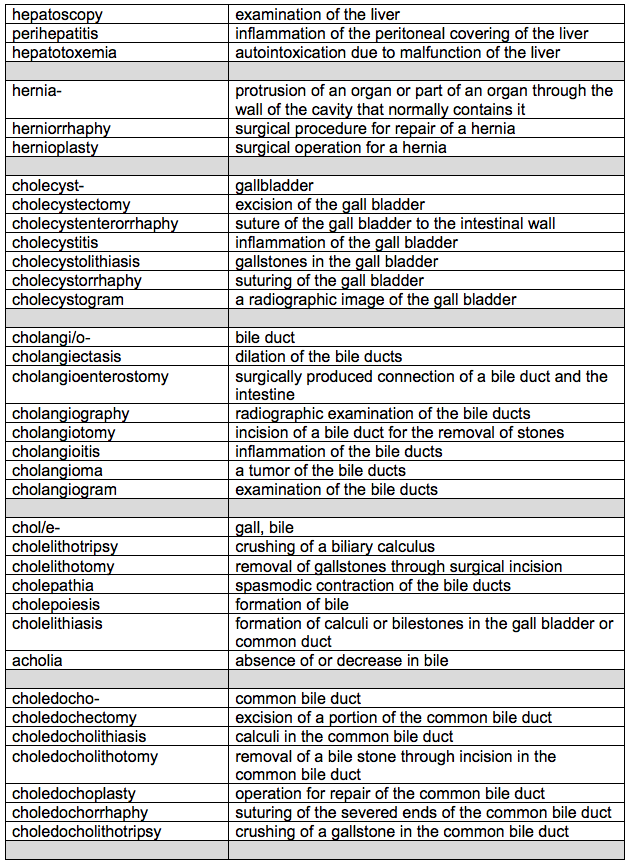 hepatoscopy examination of the liver
perihepatitis inflammation of the peritoneal covering of the liver
hepatotoxemia autointoxication due to malfunction of the liver
hernia- protrusion of an organ or part of an organ through the
wall of the cavity that normally contains it
herniorrhaphy surgical procedure for repair of a hernia
hernioplasty surgical operation for a hernia
cholecyst- gallbladder
cholecystectomy excision of the gall bladder
cholecystenterorrhaphy suture of the gall bladder to the intestinal wall
cholecystitis inflammation of the gall bladder
cholecystolithiasis gallstones in the gall bladder
cholecystorrhaphy suturing of the gall bladder
cholecystogram a radiographic image of the gall bladder
cholangi/o- bile duct
cholangiectasis dilation of the bile ducts
cholangioenterostomy surgically produced connection of a bile duct and the
intestine
cholangiography radiographic examination of the bile ducts
cholangiotomy incision of a bile duct for the removal of stones
cholangioitis inflammation of the bile ducts
cholangioma a tumor of the bile ducts
cholangiogram examination of the bile ducts
chol/e- gall, bile
cholelithotripsy crushing of a biliary calculus
cholelithotomy removal of gallstones through surgical incision
cholepathia spasmodic contraction of the bile ducts
cholepoiesis formation of bile
cholelithiasis formation of calculi or bilestones in the gall bladder or
common duct
acholia absence of or decrease in bile
choledocho- common bile duct
choledochectomy excision of a portion of the common bile duct
choledocholithiasis calculi in the common bile duct
choledocholithotomy removal of a bile stone through incision in the
common bile duct
choledochoplasty operation for repair of the common bile duct
choledochorrhaphy suturing of the severed ends of the common bile duct
choledocholithotripsy crushing of a gallstone in the common bile duct